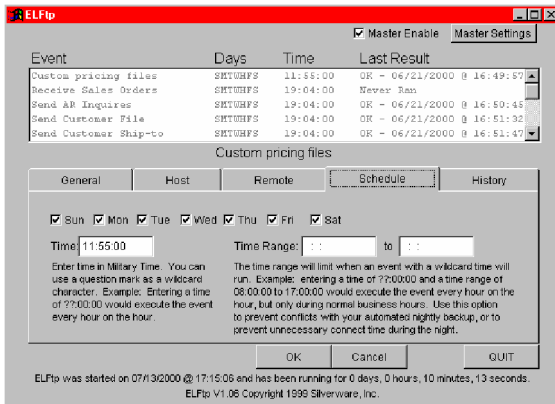 ELFtp
Master Enable Master Settings
Event Days Time Last Result
Custom pricing files SMTWHFS 11:55:00 OK - 06/21/2000 @ 16:49:57
Receive Sales Orders SMTWHFS 19:04:00 Never Ran
Send AR Inquires SMTWHFS 19:04:00 OK - 06/21/2000 @ 16:50:45
Send Customer File SMTWHFS 19:04:00 OK - 06/21/2000 @ 16:51:32
Send Customer Ship-to SMTWHFS 19:04:00 OK - 06/21/2000 @ 16:51:47
Custom pricing files
General Host Remote Schedule History
Sun Mon Tue Wed Thu Fri Sat
Time: 11:55:00 Time Range: : : to : :
Enter time in Military Time. You can
use a question mark as a wildcard
character. Example: Entering a time
of ??:00:00 would execute the event
every hour on the hour.
The time range will limit when an event with a wildcard time will
run. Example: entering a time of ??:00:00 and a time range of
08:00:00 to 17:00:00 would execute the event every hour on the
hour, but only during normal business hours. Use this option
to prevent conflicts with your automated nightly backup, or to
prevent unnecessary connect time during the night.
OK Cancel QUIT
ELFtp was started on 07/13/2000 @ 17:15:06 and has been running for 0 days, 0 hours, 10 minutes, 13 seconds.
ELFtp V1.06 Copyright 1999 Silverware, Inc.